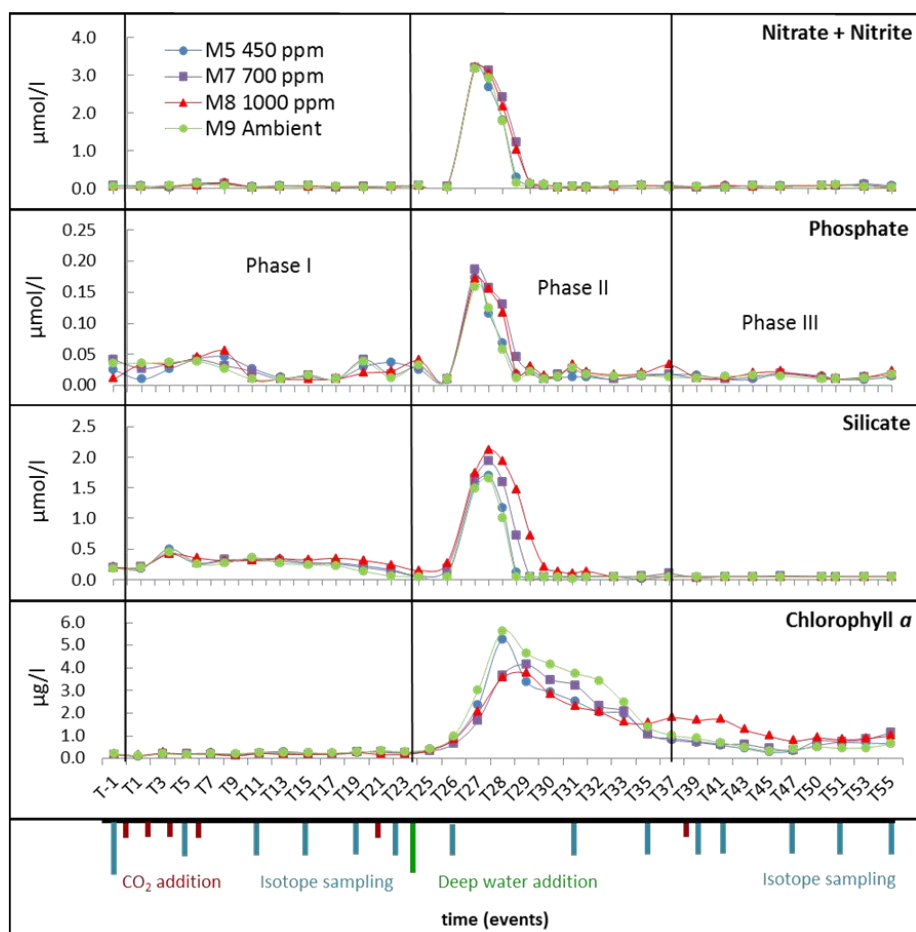 Nitrate + Nitrite
µmol/l
4.0
3.0
2.0
1.0
0.0
M5 450 ppm
M7 700 ppm
M8 1000 ppm
M9 Ambient
Phosphate
µmol/l
0.25
0.20
0.15
0.10
0.05
0.00
Phase I
Phase II
Phase III
Silicate
µmol/l
2.5
2.0
1.5
1.0
0.5
0.0
Chlorophyll a
µg/l
6.0
5.0
4.0
3.0
2.0
1.0
0.0
T-1 T1 T3 T5 T7 T9 T11 T13 T15 T17 T19 T21 T23 T25 T26 T27 T28 T29 T30 T31 T32 T33 T35 T37 T39 T41 T43 T45 T47 T50 T51 T53 T55
CO₂ addition Isotope sampling Deep water addition Isotope sampling
time (events)